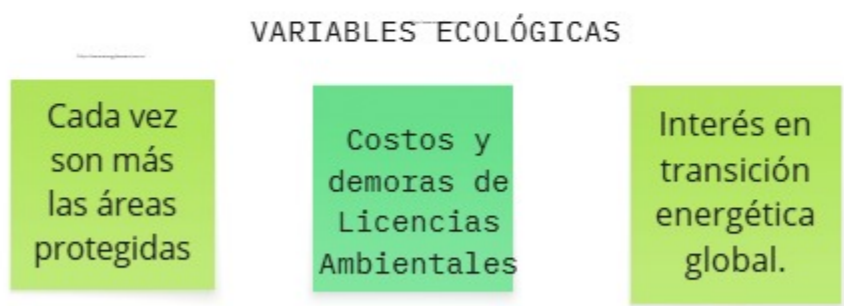 VARIABLES ECOLÓGICAS
Cada vez
son más
las áreas
protegidas
Costos y
demoras de
Licencias
Ambientales
Interés en
transición
energética
global.